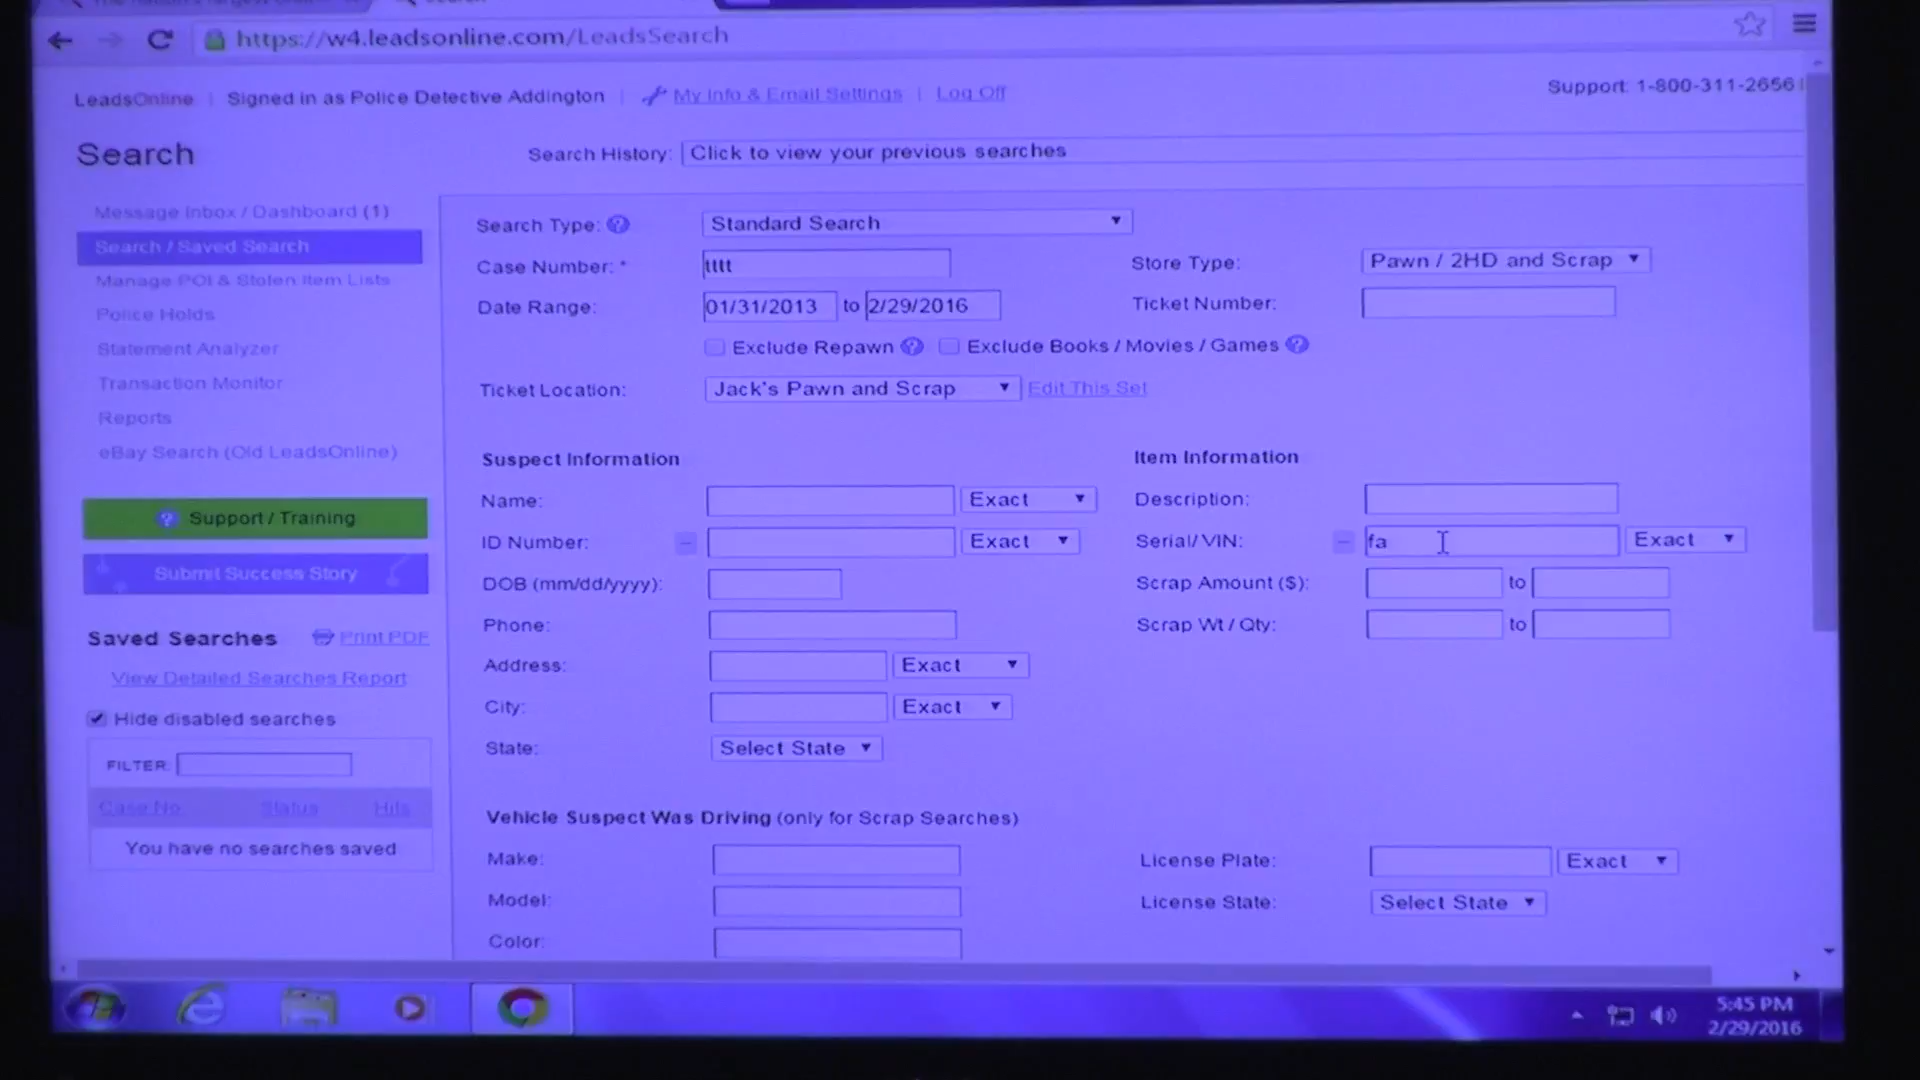 https://w4.leadsonline.com/LeadsSearch
LeadsOnline | Signed in as Police Detective Addington | My Info & Email Settings | Log Off
Support: 1-800-311-2656
Search
Search History: Click to view your previous searches
Message Inbox / Dashboard (1)
Search / Saved Search
Manage POI & Stolen Item Lists
Police Holds
Statement Analyzer
Transaction Monitor
Reports
eBay Search (Old LeadsOnline)
? Support / Training
Submit Success Story
Saved Searches Print PDF
View Detailed Searches Report
Hide disabled searches
FILTER:
Case No. Status Hits
You have no searches saved
Search Type: ? Standard Search
Case Number: * tttt
Store Type: Pawn / 2HD and Scrap
Date Range: 01/31/2013 to 2/29/2016
Ticket Number:
Exclude Repawn ? Exclude Books / Movies / Games ?
Ticket Location: Jack's Pawn and Scrap Edit This Set
Suspect Information
Name: Exact
ID Number: Exact
DOB (mm/dd/yyyy):
Phone:
Address: Exact
City: Exact
State: Select State
Item Information
Description:
Serial/ VIN: fa Exact
Scrap Amount ($): to
Scrap Wt / Qty: to
Vehicle Suspect Was Driving (only for Scrap Searches)
Make:
Model:
Color:
License Plate: Exact
License State: Select State
5:45 PM
2/29/2016